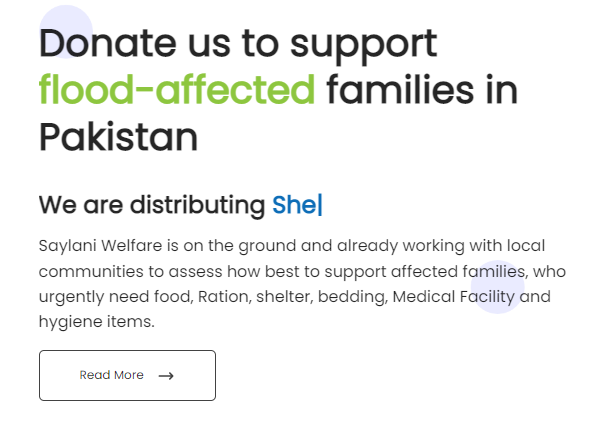 Donate us to support
flood-affected families in
Pakistan
We are distributing She|
Saylani Welfare is on the ground and already working with local
communities to assess how best to support affected families, who
urgently need food, Ration, shelter, bedding, Medical Facility and
hygiene items.
Read More →